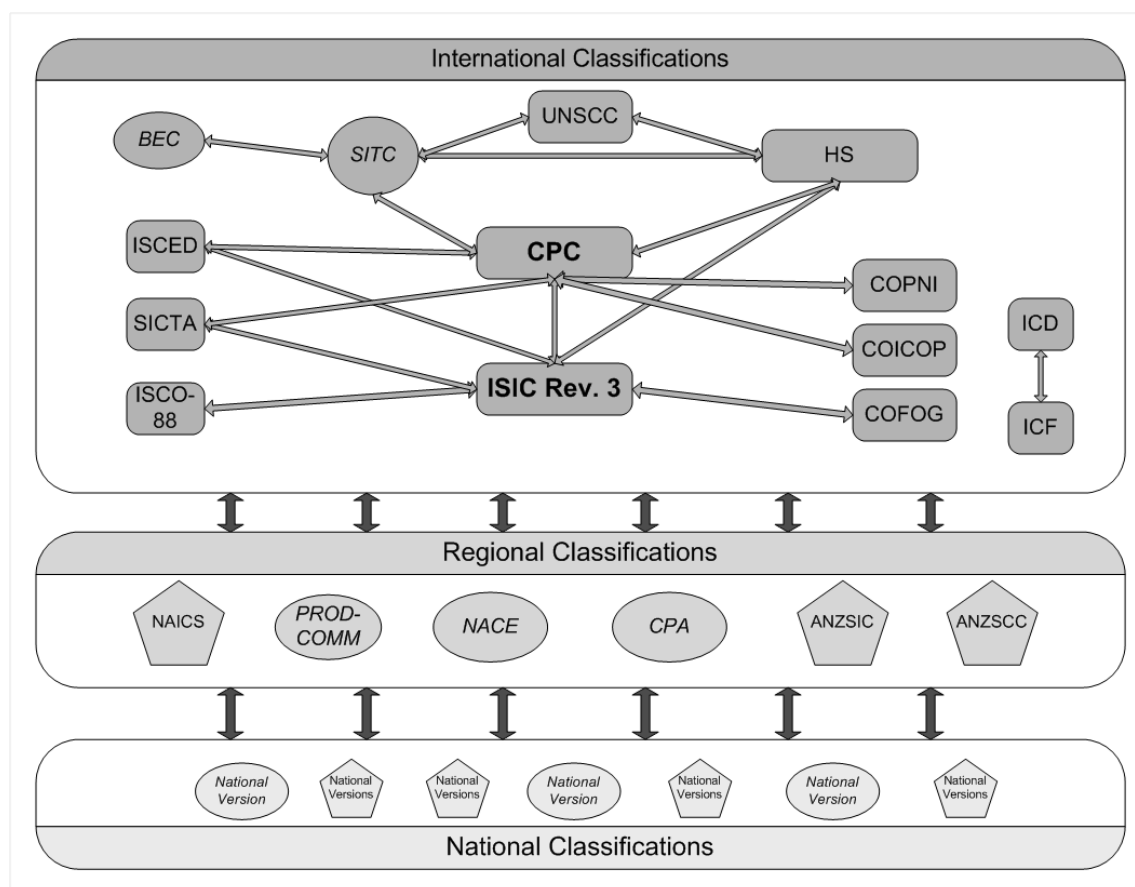 International Classifications
UNSCC
BEC
SITC
HS
ISCED
CPC
COPNI
SICTA
ICD
COICOP
ISIC Rev. 3
ISCO-
88
COFOG
ICF
Regional Classifications
NAICS
PROD-
COMM
NACE
CPA
ANZSIC
ANZSCC
National
Version
National
Versions
National
Versions
National
Version
National
Versions
National
Version
National
Versions
National Classifications